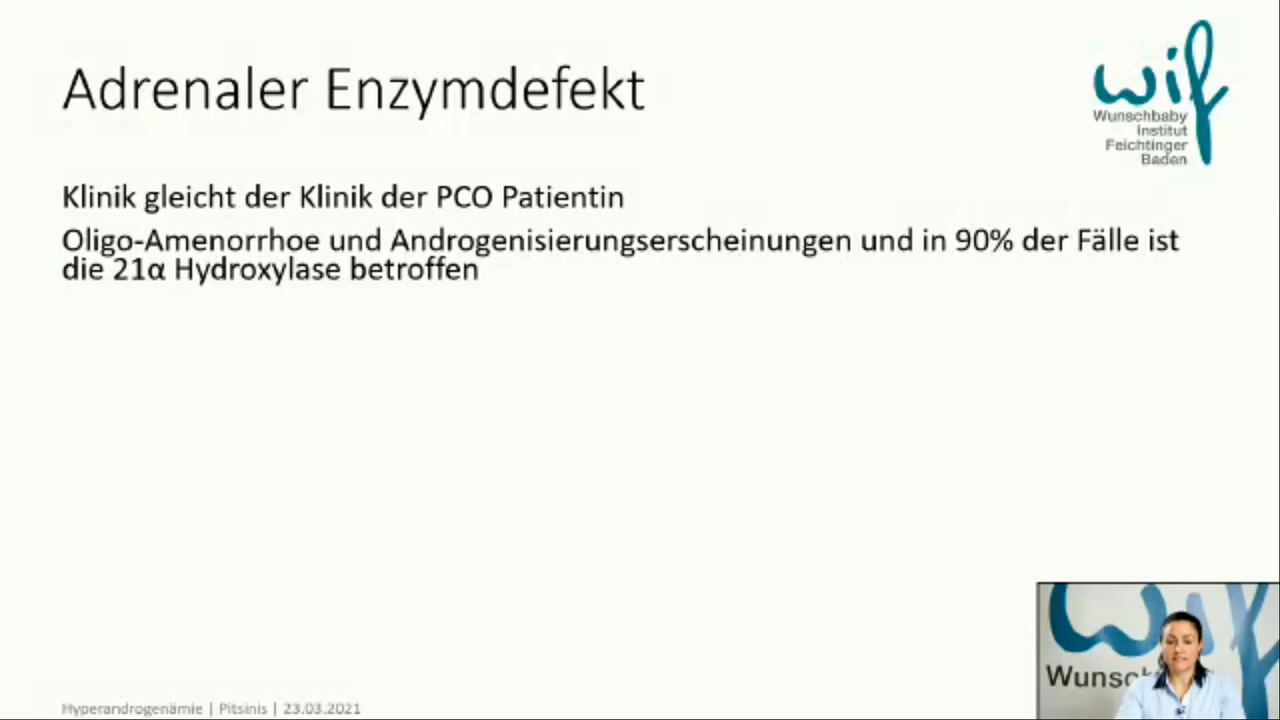 Adrenaler Enzymdefekt
wif
Wunschbaby
Institut
Feichtinger
Baden
Klinik gleicht der Klinik der PCO Patientin
Oligo-Amenorrhoe und Androgenisierungserscheinungen und in 90% der Fälle ist
die 21α Hydroxylase betroffen
wif
Wunsc
Hyperandrogenämie | Pitsinis | 23.03.2021